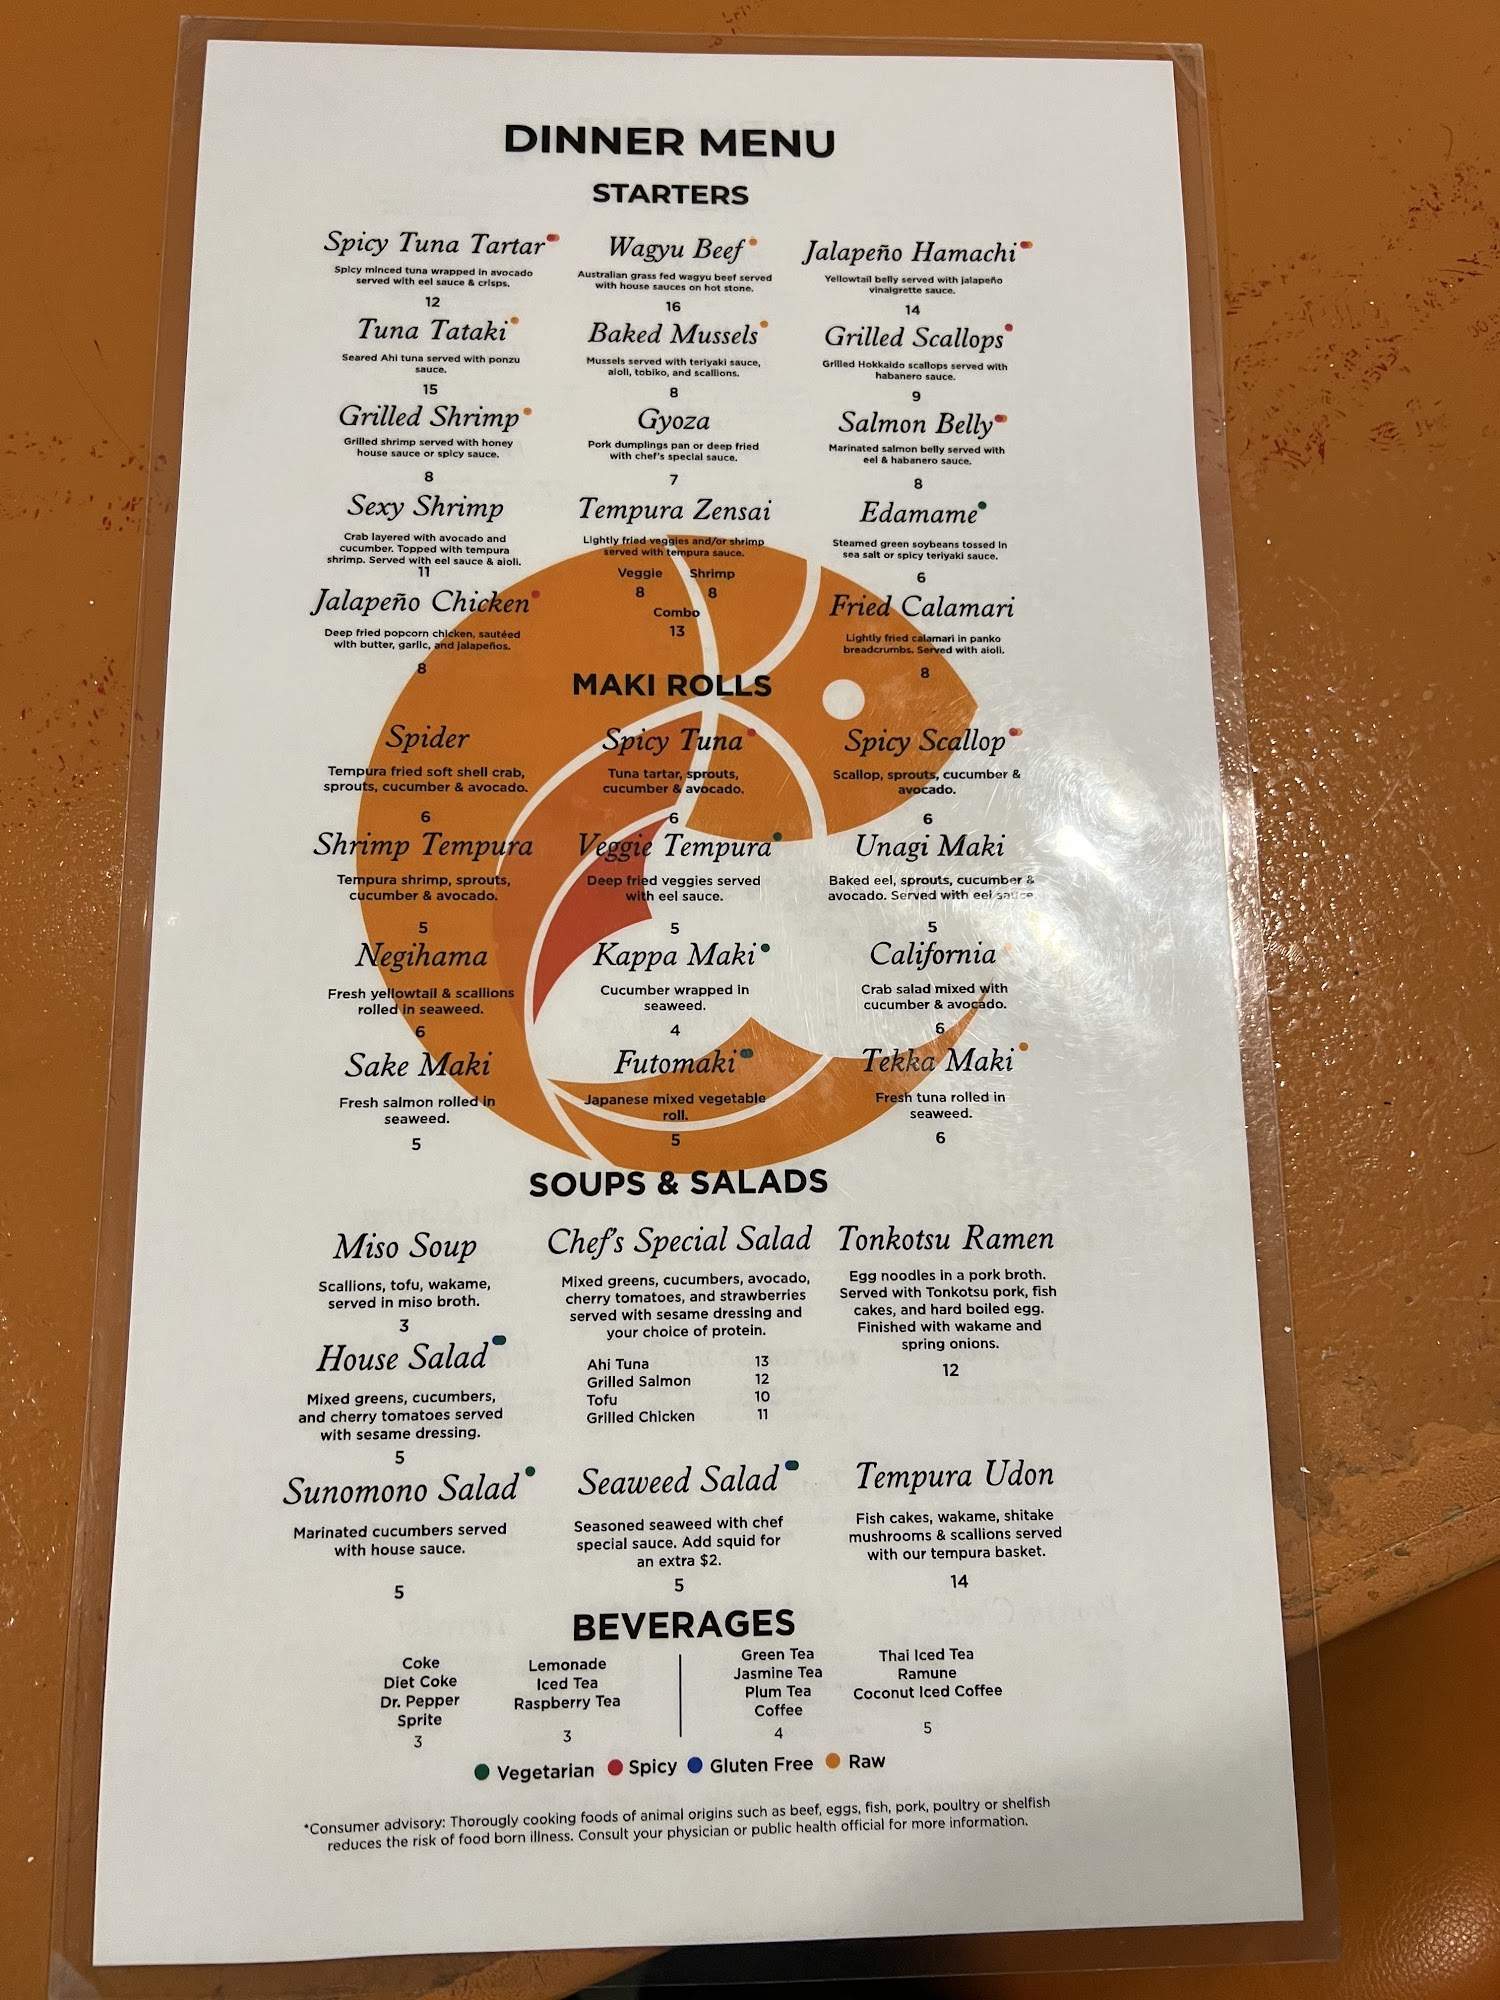 DINNER MENU
STARTERS
Spicy Tuna Tartar
Spicy minced tuna wrapped in avocado
served with eel sauce & crisps.
12
Wagyu Beef
Australian grass fed wagyu beef served
with house sauces on hot stone.
16
Jalapeño Hamachi
Yellowtail belly served with jalapeño
vinaigrette sauce.
14
Tuna Tataki
Seared Ahi tuna served with ponzu
sauce.
15
Baked Mussels
Mussels served with teriyaki sauce,
aioli, tobiko, and scallions.
8
Grilled Scallops
Grilled Hokkaido scallops served with
habanero sauce.
9
Grilled Shrimp
Grilled shrimp served with honey
house sauce or spicy sauce.
8
Gyoza
Pork dumplings pan or deep fried
with chef's special sauce.
7
Salmon Belly
Marinated salmon belly served with
eel & habanero sauce.
8
Sexy Shrimp
Crab layered with avocado and
cucumber. Topped with tempura
shrimp. Served with eel sauce & aioli.
11
Tempura Zensai
Lightly fried veggies and/or shrimp
served with tempura sauce.
Veggie Shrimp
8 8
Combo
13
Edamame
Steamed green soybeans tossed in
sea salt or spicy teriyaki sauce.
6
Jalapeño Chicken
Deep fried popcorn chicken, sautéed
with butter, garlic, and jalapeños.
8
Fried Calamari
Lightly fried calamari in panko
breadcrumbs. Served with aioli.
8
MAKI ROLLS
Spider
Tempura fried soft shell crab,
sprouts, cucumber & avocado.
6
Spicy Tuna
Tuna tartar, sprouts,
cucumber & avocado.
6
Spicy Scallop
Scallop, sprouts, cucumber &
avocado.
6
Shrimp Tempura
Tempura shrimp, sprouts,
cucumber & avocado.
5
Veggie Tempura
Deep fried veggies served
with eel sauce.
5
Unagi Maki
Baked eel, sprouts, cucumber &
avocado. Served with eel sauce.
5
Negihama
Fresh yellowtail & scallions
rolled in seaweed.
6
Kappa Maki
Cucumber wrapped in
seaweed.
4
California
Crab salad mixed with
cucumber & avocado.
6
Sake Maki
Fresh salmon rolled in
seaweed.
5
Futomaki
Japanese mixed vegetable
roll.
5
Tekka Maki
Fresh tuna rolled in
seaweed.
6
SOUPS & SALADS
Miso Soup
Scallions, tofu, wakame,
served in miso broth.
3
Chef's Special Salad
Mixed greens, cucumbers, avocado,
cherry tomatoes, and strawberries
served with sesame dressing and
your choice of protein.
Ahi Tuna 13
Grilled Salmon 12
Tofu 10
Grilled Chicken 11
Tonkotsu Ramen
Egg noodles in a pork broth.
Served with Tonkotsu pork, fish
cakes, and hard boiled egg.
Finished with wakame and
spring onions.
12
House Salad
Mixed greens, cucumbers,
and cherry tomatoes served
with sesame dressing.
5
Sunomono Salad
Marinated cucumbers served
with house sauce.
5
Seaweed Salad
Seasoned seaweed with chef
special sauce. Add squid for
an extra $2.
5
Tempura Udon
Fish cakes, wakame, shitake
mushrooms & scallions served
with our tempura basket.
14
BEVERAGES
Coke
Diet Coke
Dr. Pepper
Sprite
3
Lemonade
Iced Tea
Raspberry Tea
3
Green Tea
Jasmine Tea
Plum Tea
Coffee
4
Thai Iced Tea
Ramune
Coconut Iced Coffee
5
Vegetarian Spicy Gluten Free Raw
*Consumer advisory: Thorougly cooking foods of animal origins such as beef, eggs, fish, pork, poultry or shelfish
reduces the risk of food born illness. Consult your physician or public health official for more information.